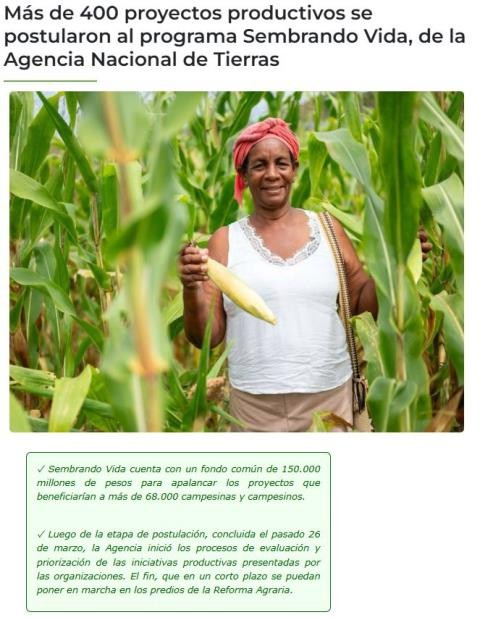 Más de 400 proyectos productivos se
postularon al programa Sembrando Vida, de la
Agencia Nacional de Tierras
✓ Sembrando Vida cuenta con un fondo común de 150.000
millones de pesos para apalancar los proyectos que
beneficiarían a más de 68.000 campesinas y campesinos.
✓ Luego de la etapa de postulación, concluida el pasado 26
de marzo, la Agencia inició los procesos de evaluación y
priorización de las iniciativas productivas presentadas por
las organizaciones. El fin, que en un corto plazo se puedan
poner en marcha en los predios de la Reforma Agraria.